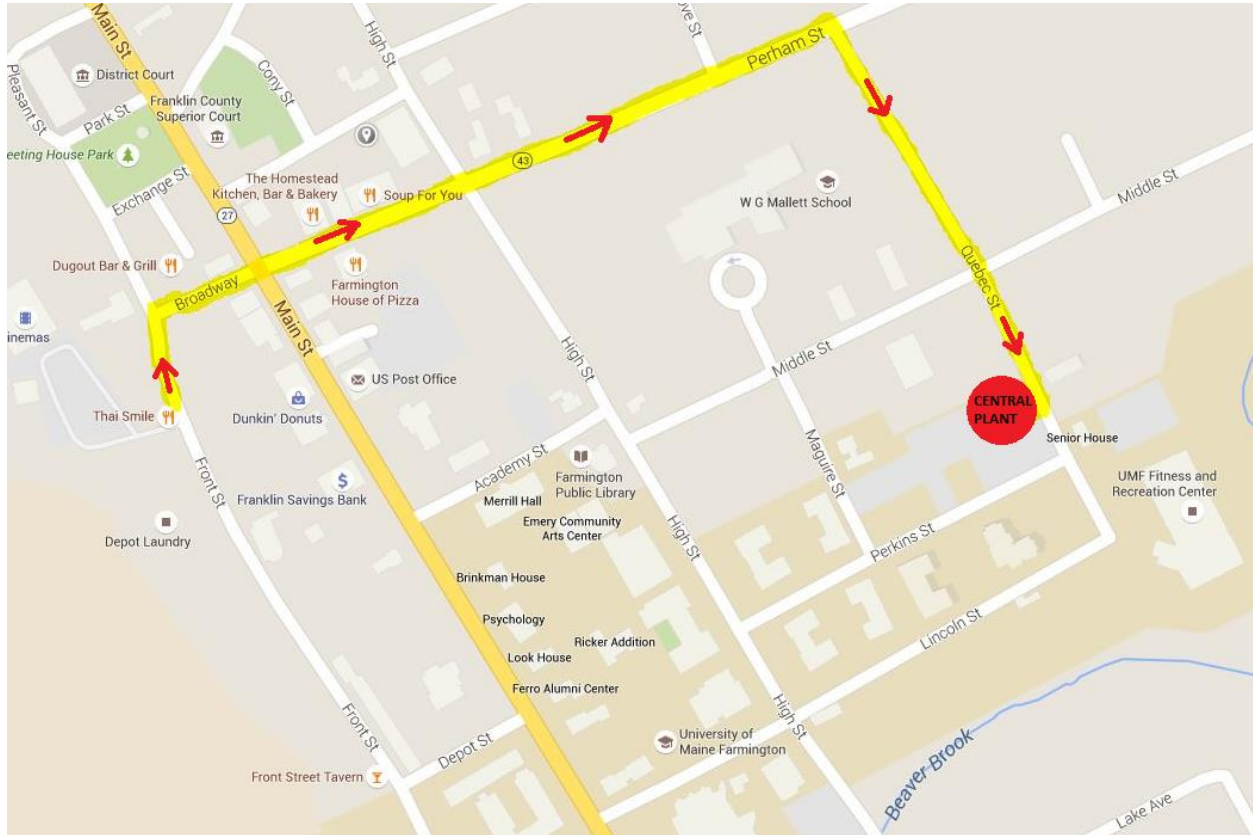 Main St
High St
ove St
Perham St
Pleasant St
District Court
Cony St
Park St
Franklin County
Superior Court
eeting House Park
Exchange St
43
The Homestead
Kitchen, Bar & Bakery
Soup For You
W G Mallett School
Middle St
27
Dugout Bar & Grill
Broadway
Farmington
House of Pizza
Quebec St
inemas
Main St
High St
Middle St
US Post Office
Thai Smile
Dunkin' Donuts
CENTRAL
PLANT
Senior House
Maguire St
Academy St
Farmington
Public Library
Front St
Franklin Savings Bank
$
Merrill Hall
UMF Fitness and
Recreation Center
Emery Community
Arts Center
High St
Perkins St
Depot Laundry
Brinkman House
Psychology
Ricker Addition
Lincoln St
Look House
Ferro Alumni Center
Front St
High St
Depot St
University of
Maine Farmington
Front Street Tavern
Beaver Brook
Lake Ave